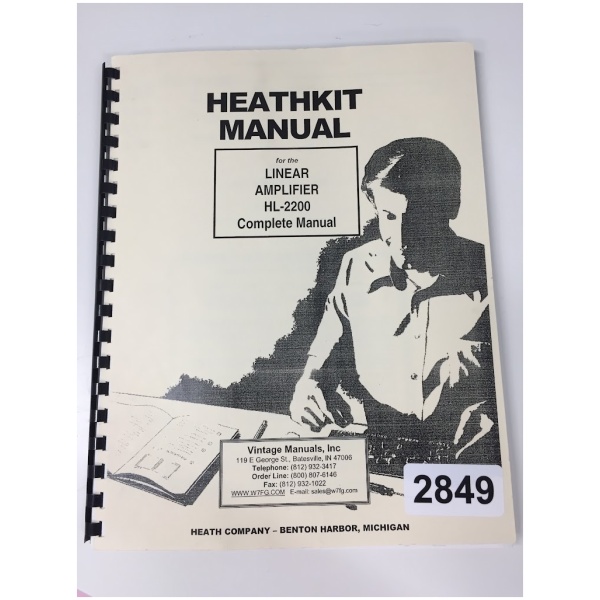 HEATHKIT
MANUAL
for the
LINEAR
AMPLIFIER
HL-2200
Complete Manual
Vintage Manuals, Inc
119 E George St., Batesville, IN 47006
Telephone: (812) 932-3417
Order Line: (800) 807-6146
Fax: (812) 932-1022
WWW.W7FG.COM E-mail: sales@w7fg.com
2849
HEATH COMPANY – BENTON HARBOR, MICHIGAN